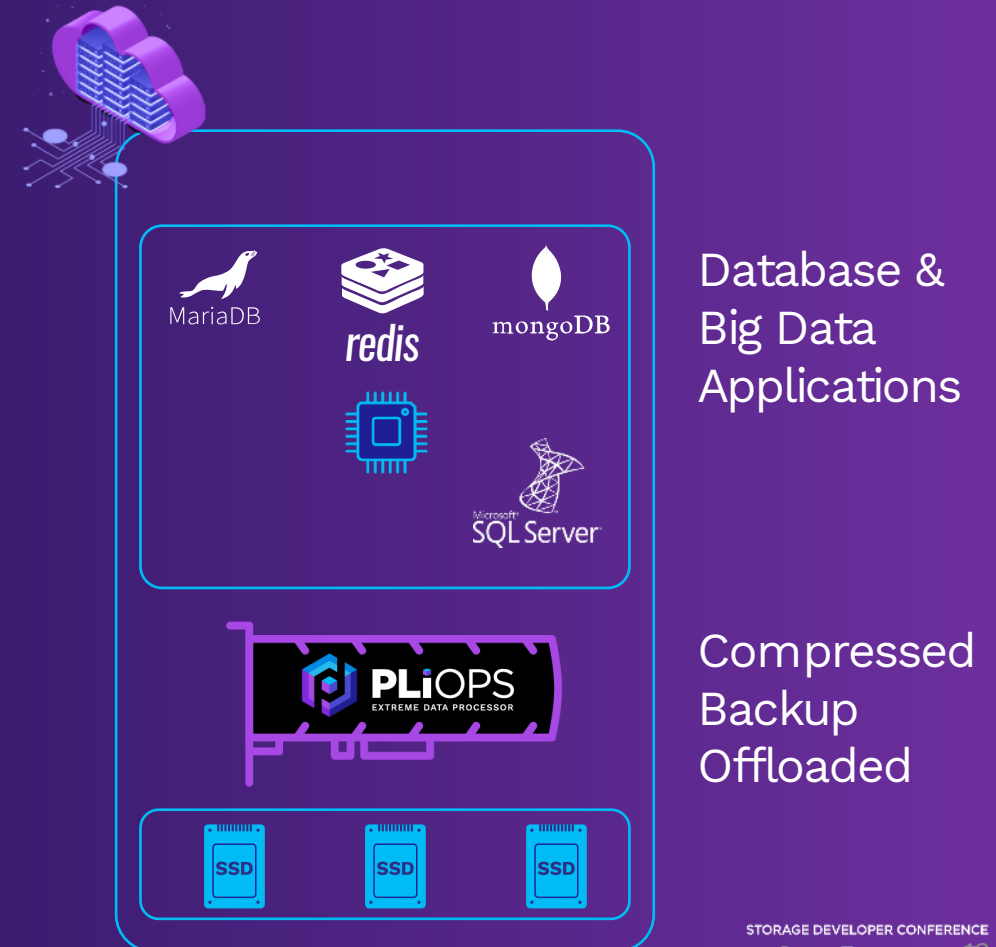 MariaDB
redis
mongoDB
Database &
Big Data
Applications
Microsoft®
SQL Server
PLiOPS
EXTREME DATA PROCESSOR
Compressed
Backup
Offloaded
SSD
SSD
SSD
STORAGE DEVELOPER CONFERENCE